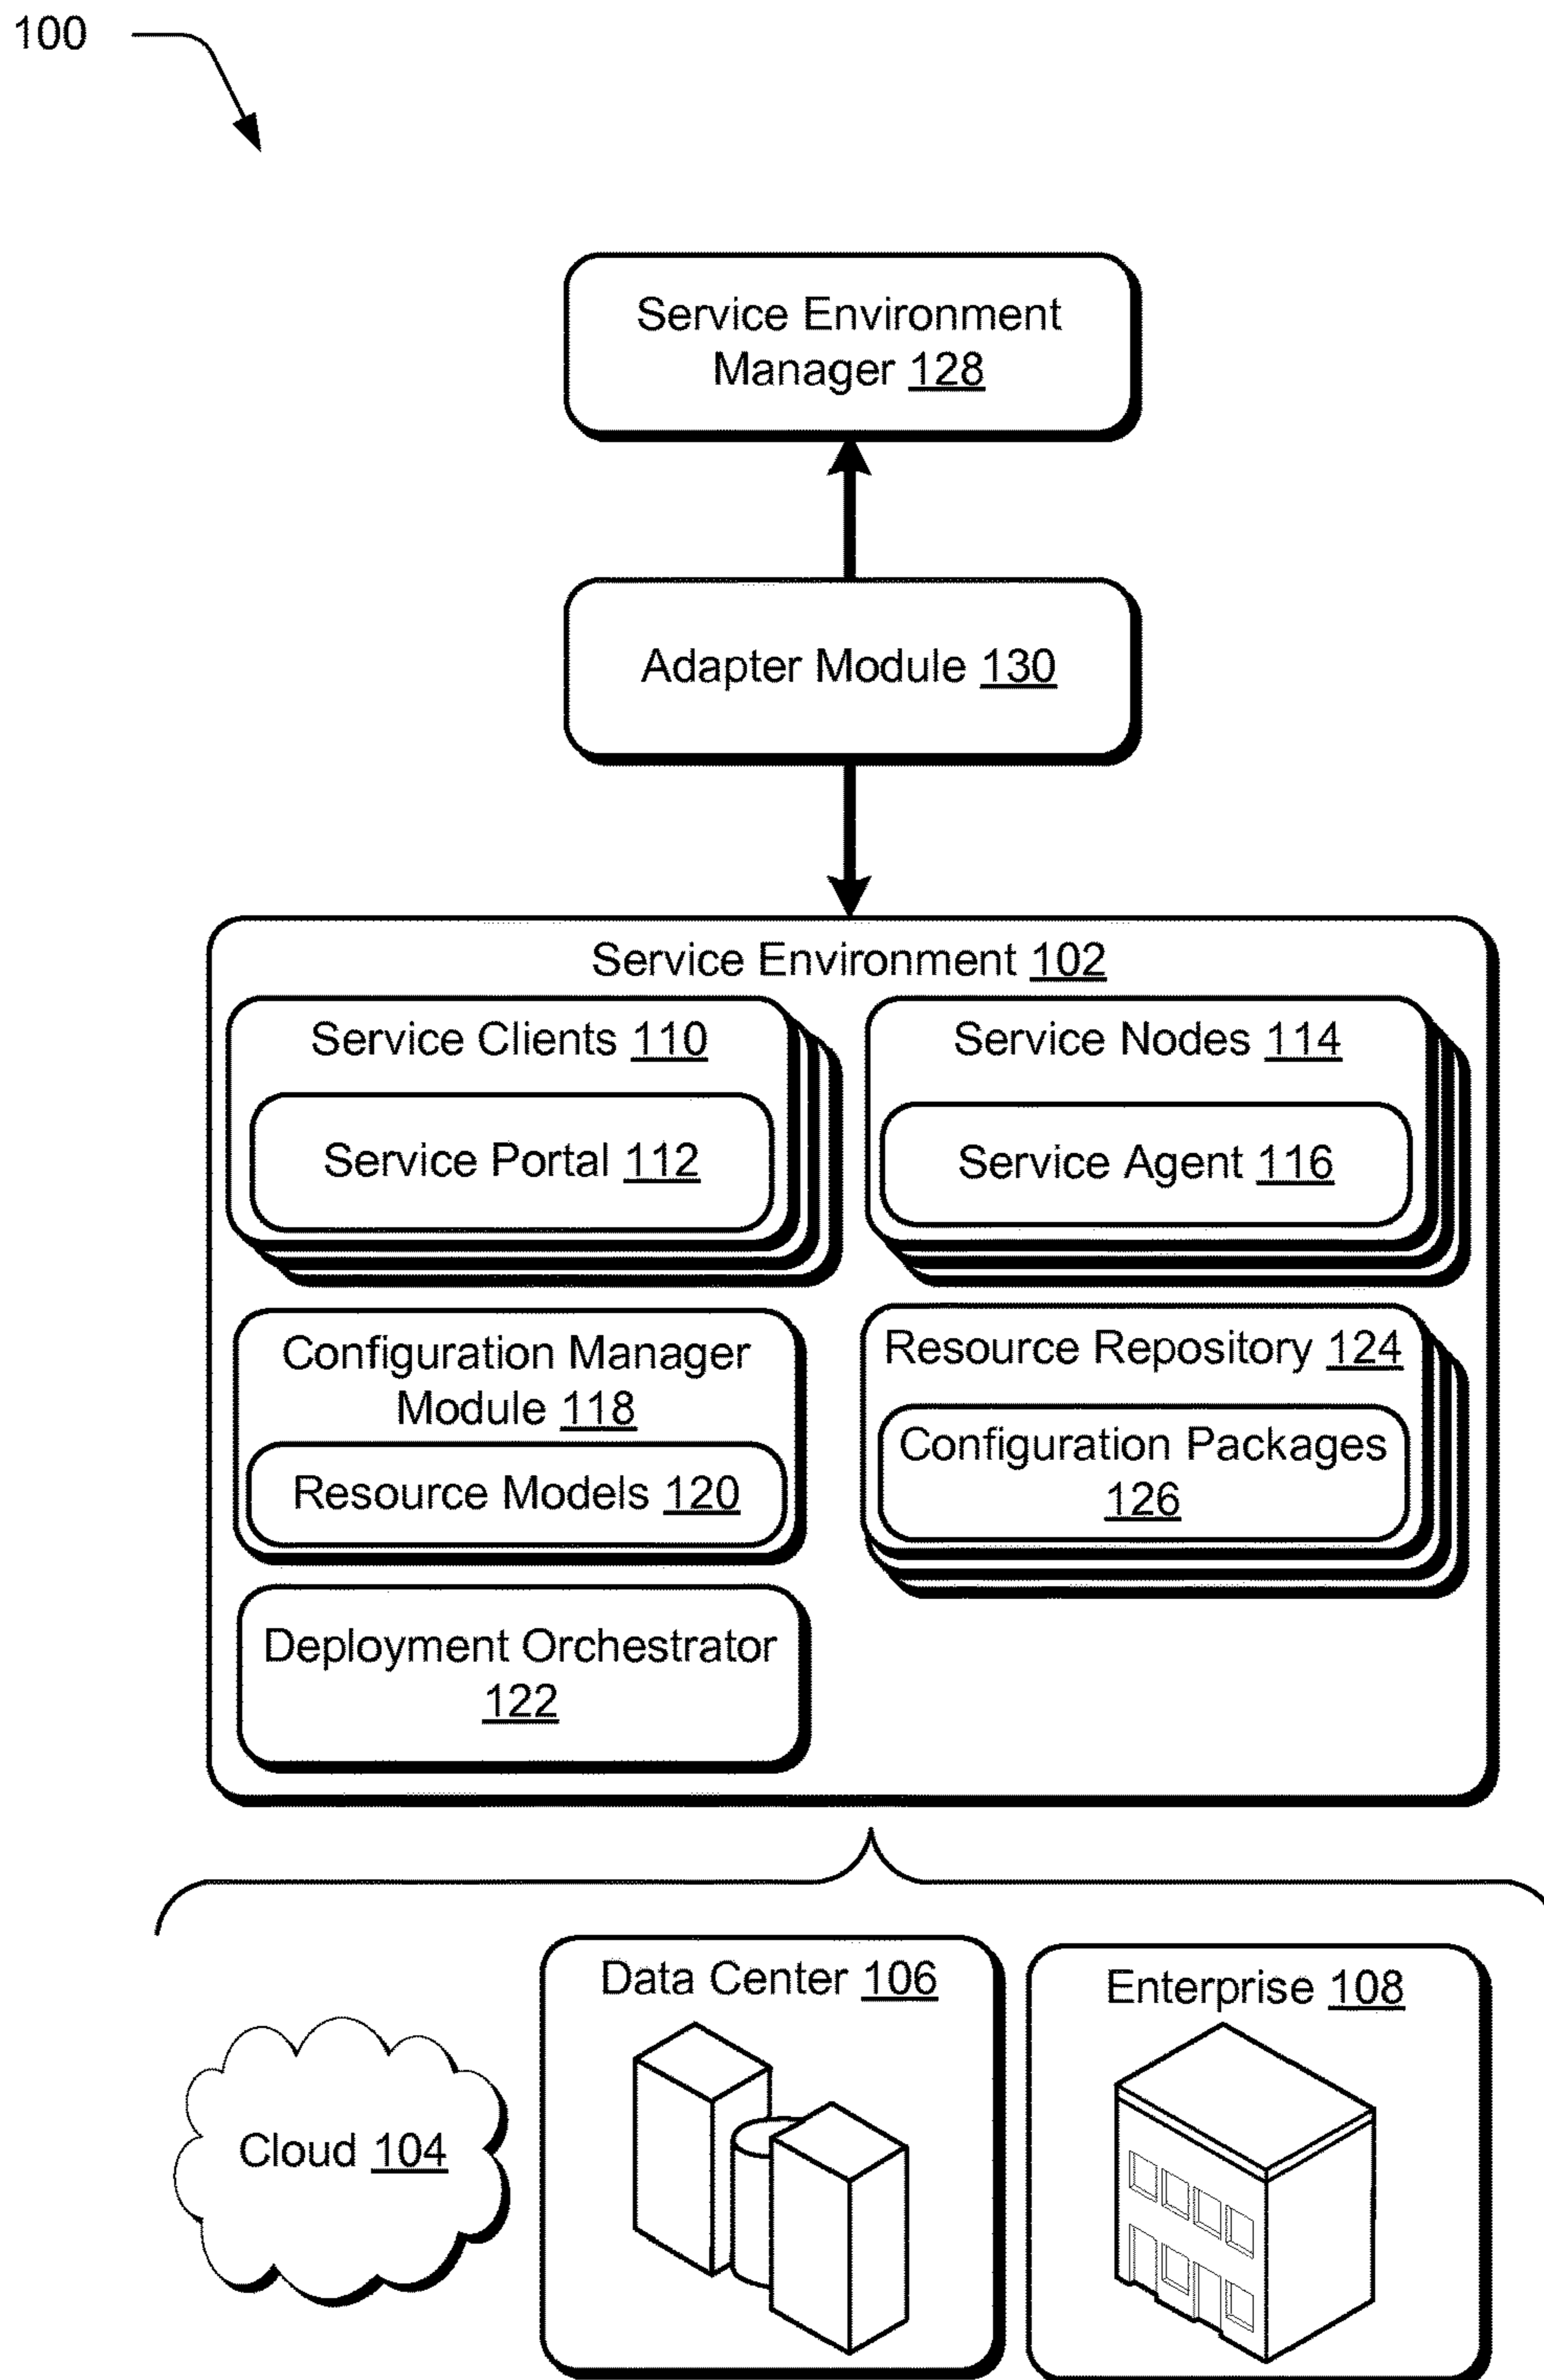 100
Service Environment
Manager 128
Adapter Module 130
Service Environment 102
Service Clients 110
Service Portal 112
Service Nodes 114
Service Agent 116
Configuration Manager
Module 118
Resource Models 120
Resource Repository 124
Configuration Packages
126
Deployment Orchestrator
122
Cloud 104
Data Center 106
Enterprise 108